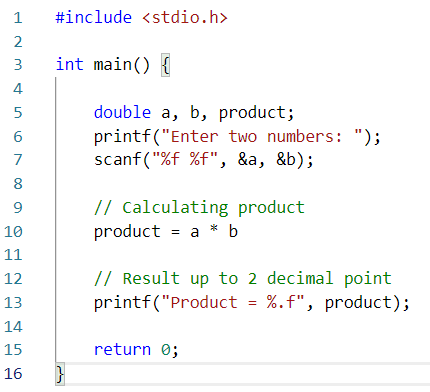 1 #include <stdio.h>
2
3 int main() {
4
5 double a, b, product;
6 printf("Enter two numbers: ");
7 scanf("%f %f", &a, &b);
8
9 // Calculating product
10 product = a * b
11
12 // Result up to 2 decimal point
13 printf("Product = %.f", product);
14
15 return 0;
16 }